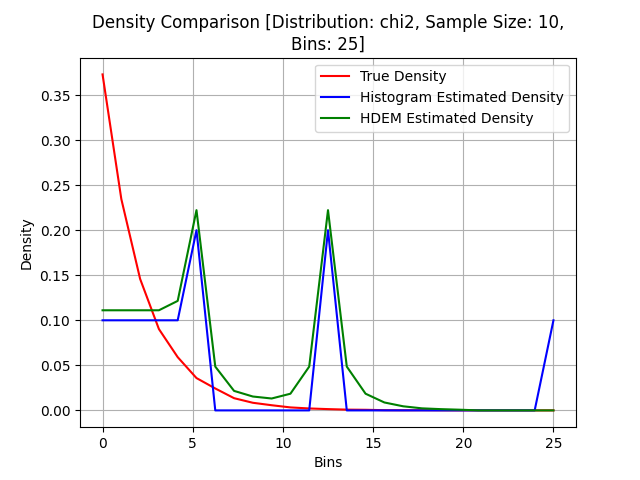 Density Comparison [Distribution: chi2, Sample Size: 10,
Bins: 25]
True Density
Histogram Estimated Density
HDEM Estimated Density
Density
0.35
0.30
0.25
0.20
0.15
0.10
0.05
0.00
0 5 10 15 20 25
Bins